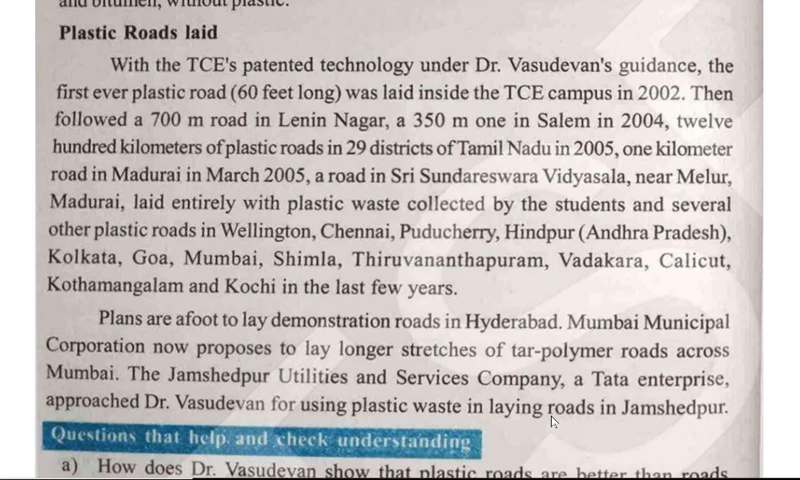 and bitumen, without plastic.
Plastic Roads laid
With the TCE's patented technology under Dr. Vasudevan's guidance, the
first ever plastic road (60 feet long) was laid inside the TCE campus in 2002. Then
followed a 700 m road in Lenin Nagar, a 350 m one in Salem in 2004, twelve
hundred kilometers of plastic roads in 29 districts of Tamil Nadu in 2005, one kilometer
road in Madurai in March 2005, a road in Sri Sundareswara Vidyasala, near Melur,
Madurai, laid entirely with plastic waste collected by the students and several
other plastic roads in Wellington, Chennai, Puducherry, Hindpur (Andhra Pradesh),
Kolkata, Goa, Mumbai, Shimla, Thiruvananthapuram, Vadakara, Calicut,
Kothamangalam and Kochi in the last few years.
Plans are afoot to lay demonstration roads in Hyderabad. Mumbai Municipal
Corporation now proposes to lay longer stretches of tar-polymer roads across
Mumbai. The Jamshedpur Utilities and Services Company, a Tata enterprise,
approached Dr. Vasudevan for using plastic waste in laying roads in Jamshedpur.
Questions that help and check understanding
a) How does Dr. Vasudevan show that plastic roads are better than roads